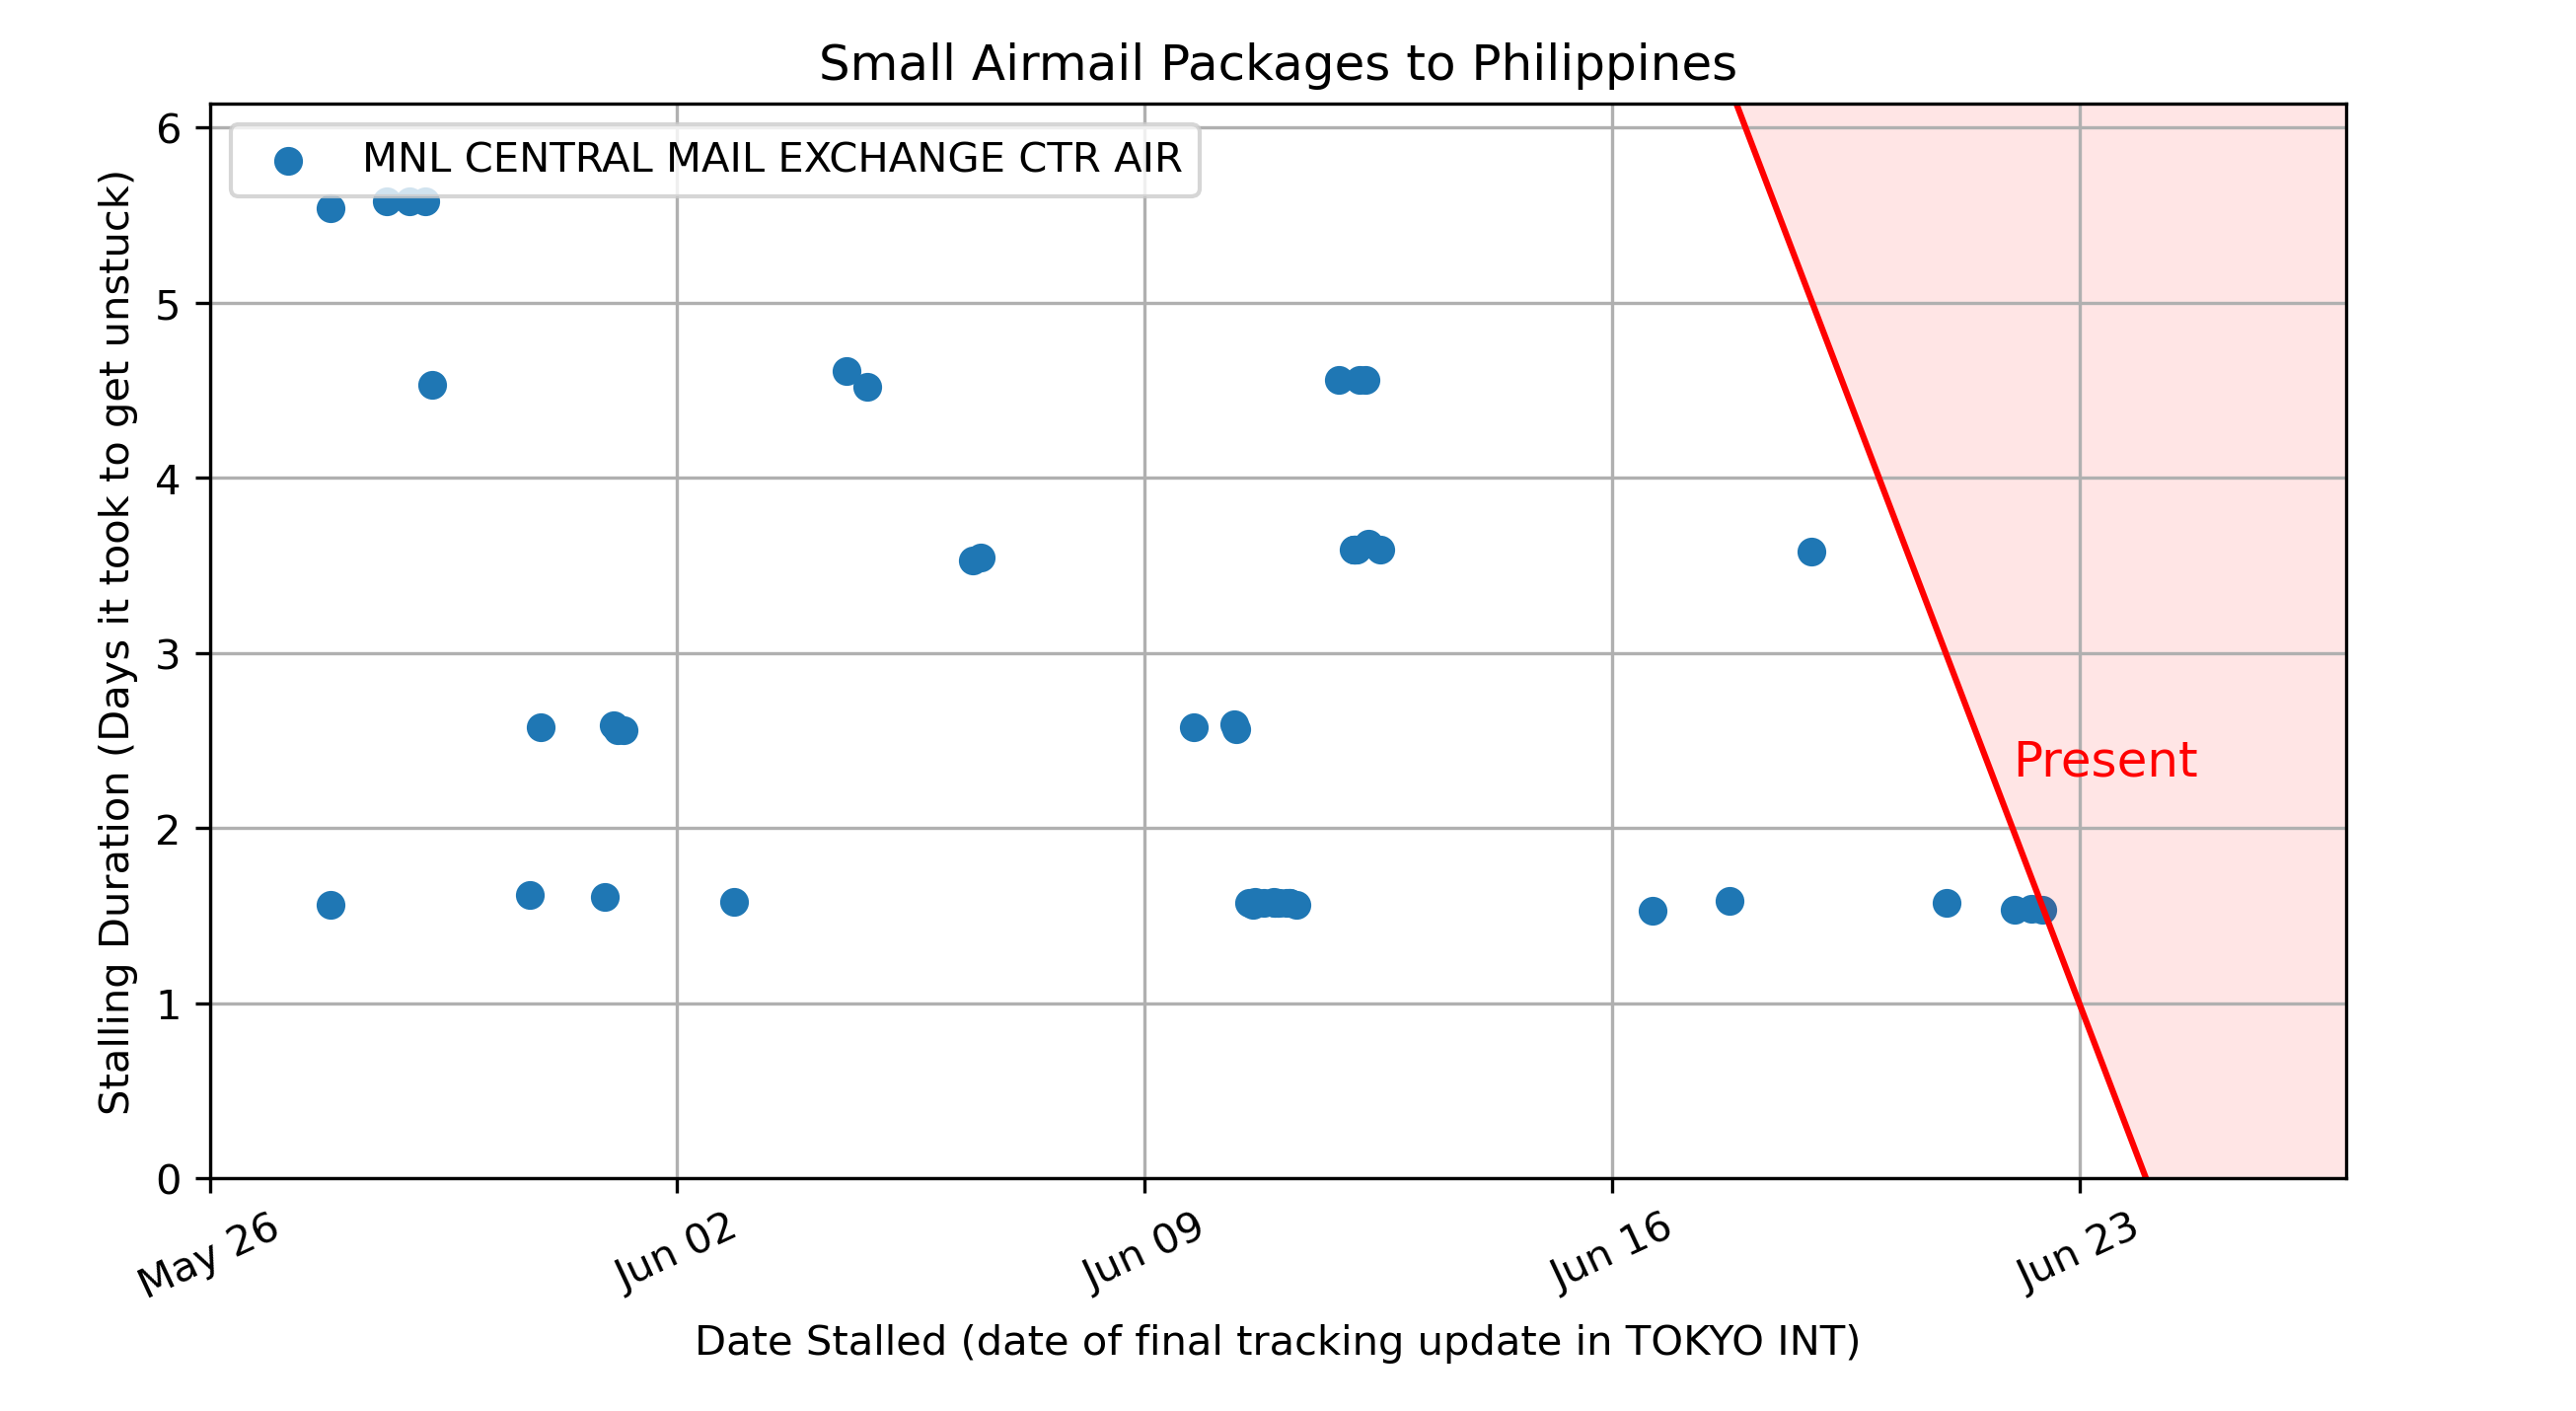 Small Airmail Packages to Philippines
MNL CENTRAL MAIL EXCHANGE CTR AIR
Stalling Duration (Days it took to get unstuck)
6
5
4
3
2
1
0
Present
May 26
Jun 02
Jun 09
Jun 16
Jun 23
Date Stalled (date of final tracking update in TOKYO INT)